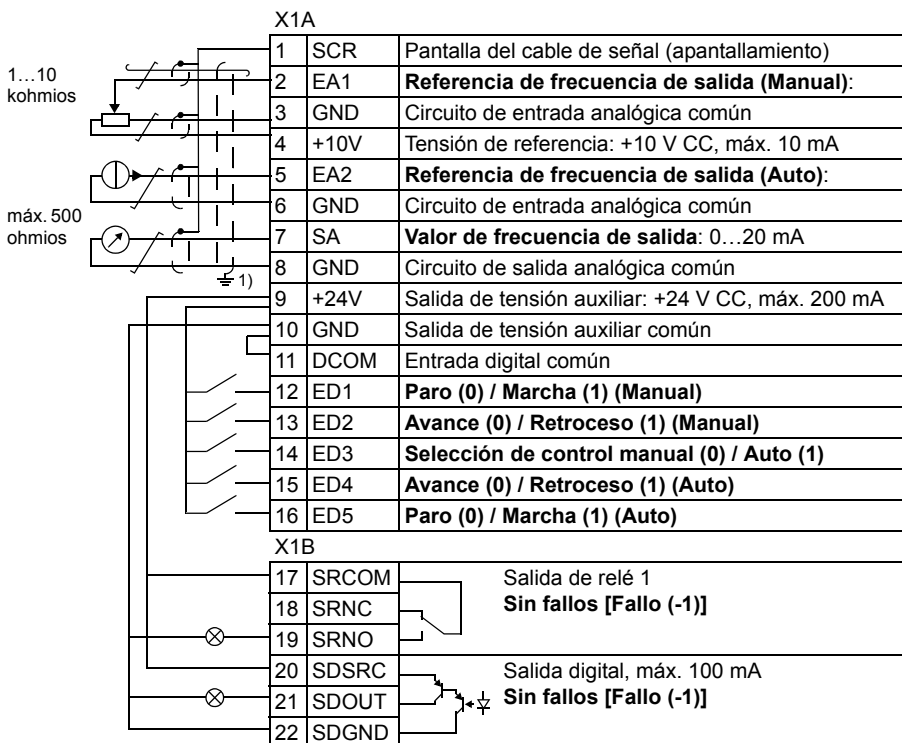 X1A
1 SCR Pantalla del cable de señal (apantallamiento)
1…10 kohmios
2 EA1 Referencia de frecuencia de salida (Manual):
3 GND Circuito de entrada analógica común
4 +10V Tensión de referencia: +10 V CC, máx. 10 mA
5 EA2 Referencia de frecuencia de salida (Auto):
6 GND Circuito de entrada analógica común
máx. 500 ohmios
7 SA Valor de frecuencia de salida: 0…20 mA
8 GND Circuito de salida analógica común
1)
9 +24V Salida de tensión auxiliar: +24 V CC, máx. 200 mA
10 GND Salida de tensión auxiliar común
11 DCOM Entrada digital común
12 ED1 Paro (0) / Marcha (1) (Manual)
13 ED2 Avance (0) / Retroceso (1) (Manual)
14 ED3 Selección de control manual (0) / Auto (1)
15 ED4 Avance (0) / Retroceso (1) (Auto)
16 ED5 Paro (0) / Marcha (1) (Auto)
X1B
17 SRCOM Salida de relé 1
18 SRNC Sin fallos [Fallo (-1)]
19 SRNO
20 SDSRC Salida digital, máx. 100 mA
21 SDOUT Sin fallos [Fallo (-1)]
22 SDGND